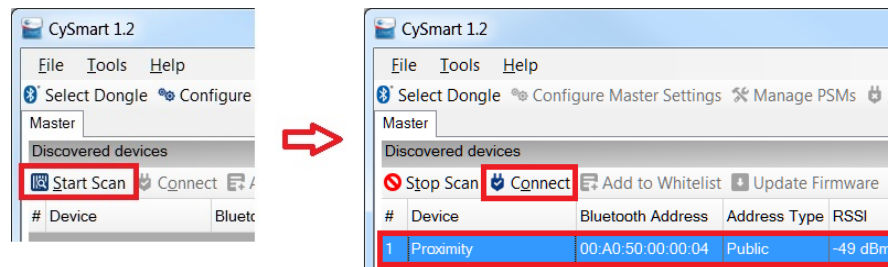 CySmart 1.2
File Tools Help
Select Dongle Configure
Master
Discovered devices
Start Scan Connect
# Device
CySmart 1.2
File Tools Help
Select Dongle Configure Master Settings Manage PSMs
Master
Discovered devices
Stop Scan Connect Add to Whitelist Update Firmware
# Device Bluetooth Address Address Type RSSI
1 Proximity 00:A0:50:00:00:04 Public -49 dBm